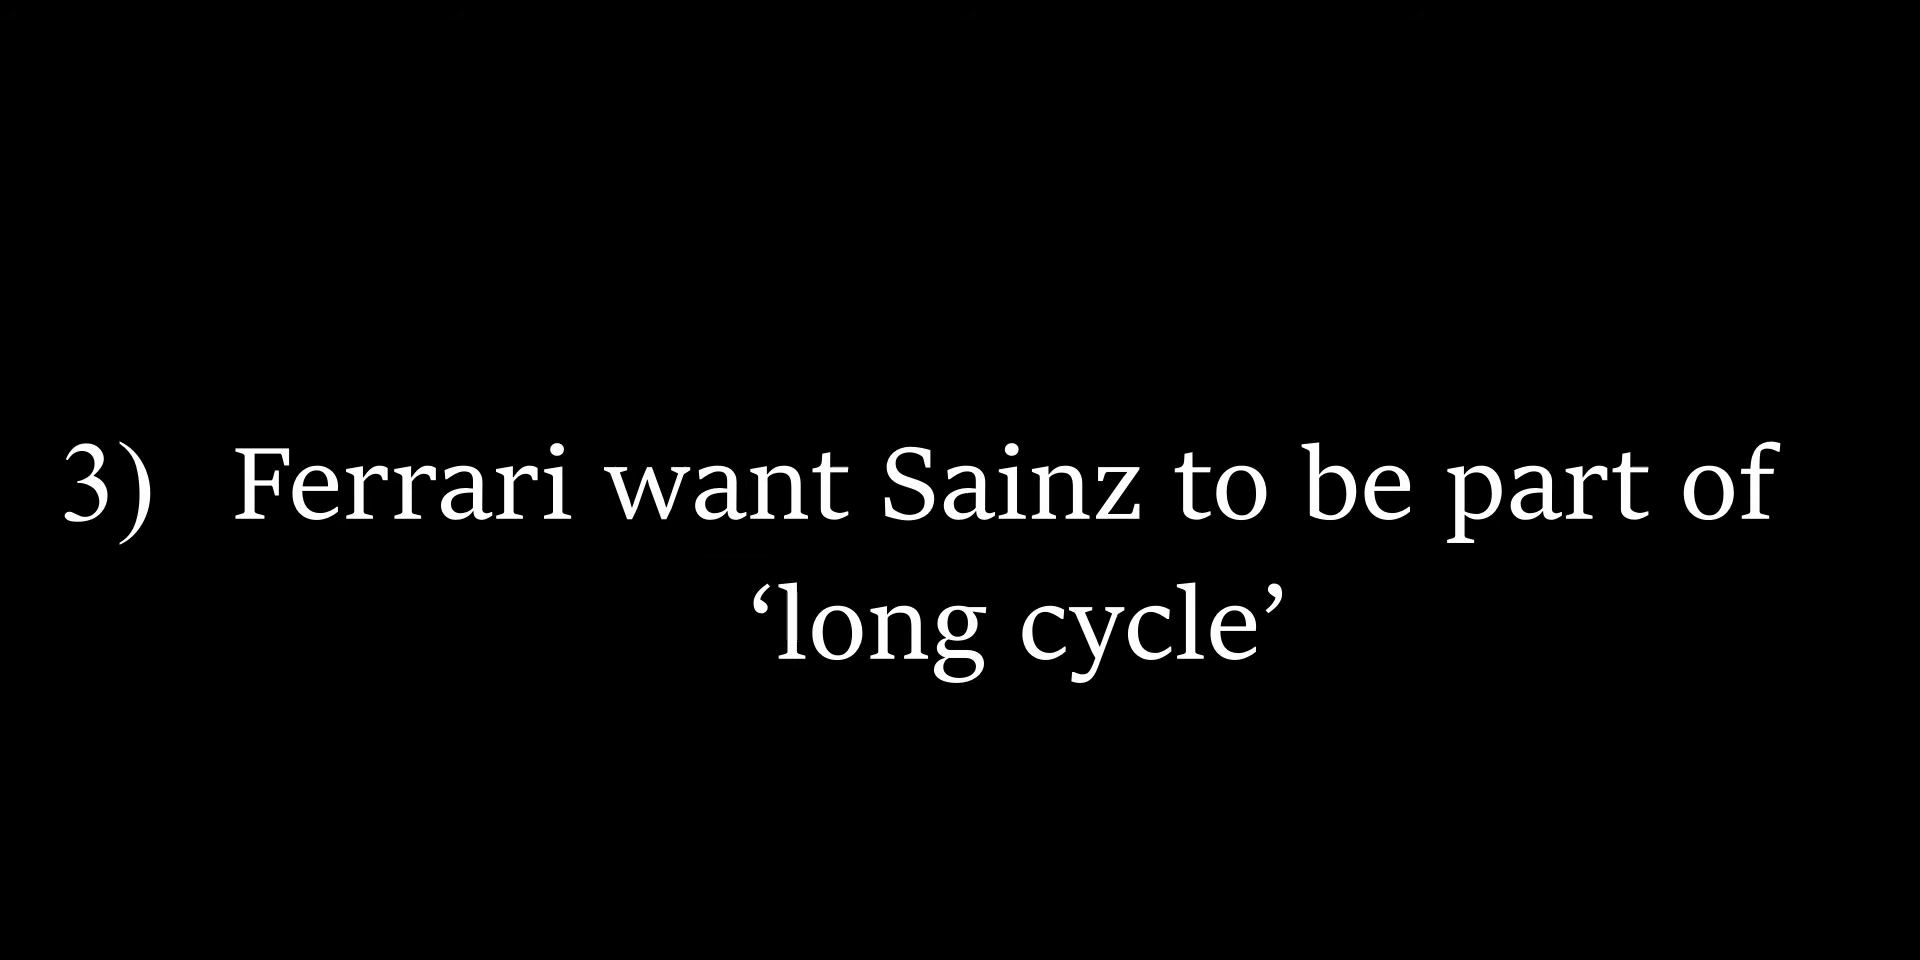 3) Ferrari want Sainz to be part of
‘long cycle’